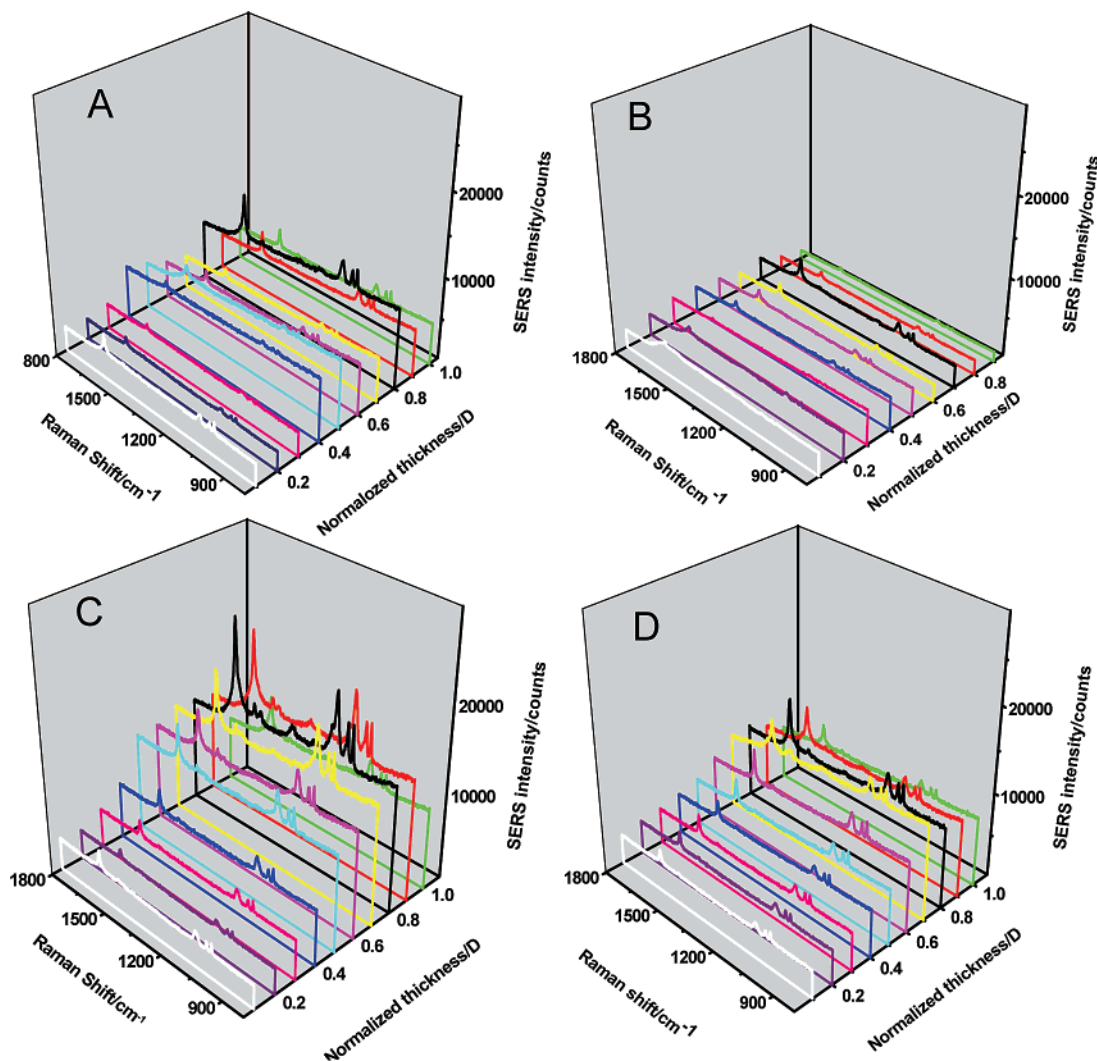 A
20000
10000
SERS intensity/counts
800
1500
1200
900
Raman Shift/cm-1
0.2
0.4
0.6
0.8
1.0
Normalozed thickness/D
B
20000
10000
SERS intensity/counts
1800
1500
1200
900
Raman Shift/cm-1
0.2
0.4
0.6
0.8
Normalized thickness/D
C
20000
10000
SERS intensity/counts
1800
1500
1200
900
Raman Shift/cm-1
0.2
0.4
0.6
0.8
1.0
Normalized thickness/D
D
20000
10000
SERS intensity/counts
1800
1500
1200
900
Raman shift/cm-1
0.2
0.4
0.6
0.8
1.0
Normalized thickness/D